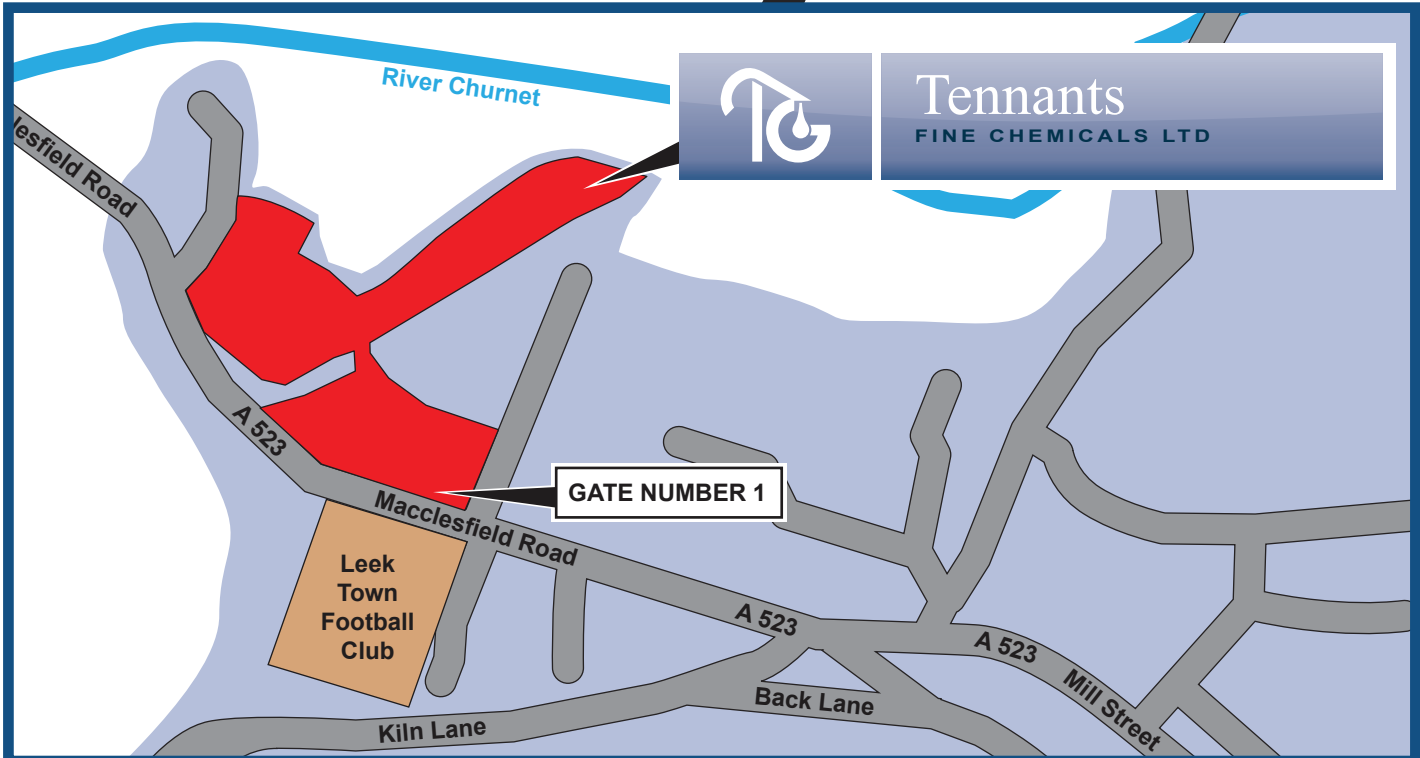 River Churnet
Tennants
FINE CHEMICALS LTD
lesfield Road
A 523
GATE NUMBER 1
Macclesfield Road
Leek
Town
Football
Club
A 523
A 523
Mill Street
Back Lane
Kiln Lane